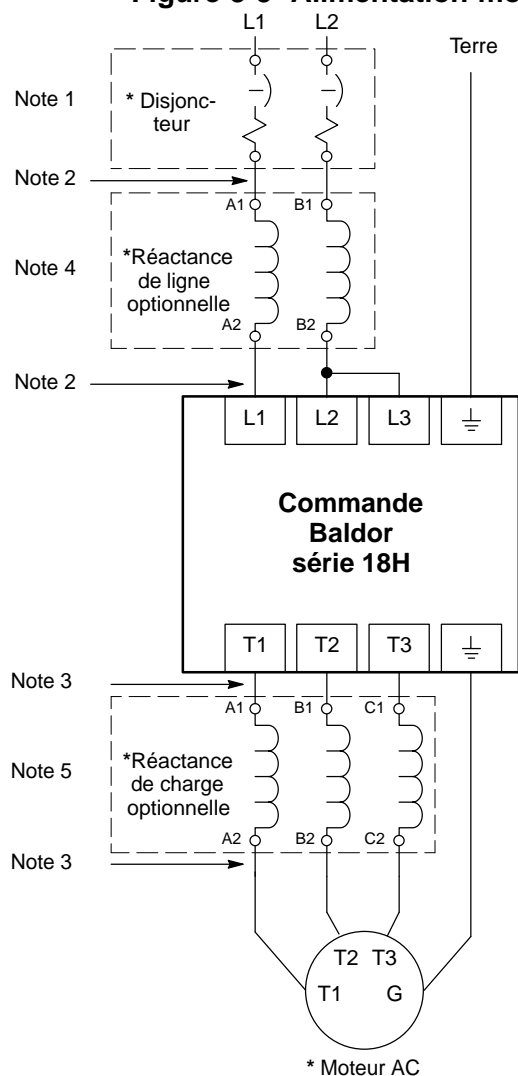 L1 L2
Terre
Note 1
* Disjonc-
teur
Note 2
A1 B1
Note 4
*Réactance
de ligne
optionnelle
A2 B2
Note 2
L1 L2 L3
Commande
Baldor
série 18H
T1 T2 T3
Note 3
A1 B1 C1
Note 5
*Réactance
de charge
optionnelle
A2 B2 C2
Note 3
T2 T3
T1 G
* Moteur AC